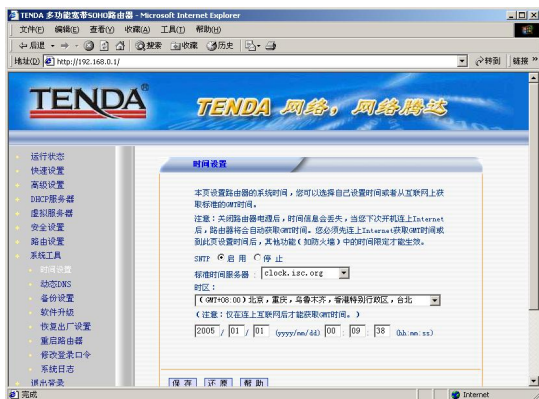 TENDA 多功能宽带SOHO路由器 - Microsoft Internet Explorer
文件(F) 编辑(E) 查看(V) 收藏(A) 工具(T) 帮助(H)
后退 搜索 收藏 历史
地址(D) http://192.168.0.1/ 转到 链接 »
TENDA®
TENDA 网络，网络腾达
运行状态
快速设置
高级设置
DHCP服务器
虚拟服务器
安全设置
路由设置
系统工具
时间设置
动态DNS
备份设置
软件升级
恢复出厂设置
重启路由器
修改登录口令
系统日志
退出登录
时间设置
本页设置路由器的系统时间，您可以选择自己设置时间或者从互联网上获
取标准的GMT时间。
注意：关闭路由器电源后，时间信息会丢失，当您下次开机连上Internet
后，路由器将会自动获取GMT时间。您必须先连上Internet获取GMT时间或
到此页设置时间后，其他功能（如防火墙）中的时间限定才能生效。
SNTP 启 用 停 止
标准时间服务器： clock.isc.org
时区：
（GMT+08:00）北京，重庆，乌鲁木齐，香港特别行政区，台北
（注意：仅在连上互联网后才能获取GMT时间。）
2005 / 01 / 01 (yyyy/mm/dd) 00 : 09 : 38 (hh:mm:ss)
保 存 还 原 帮 助
完成 Internet